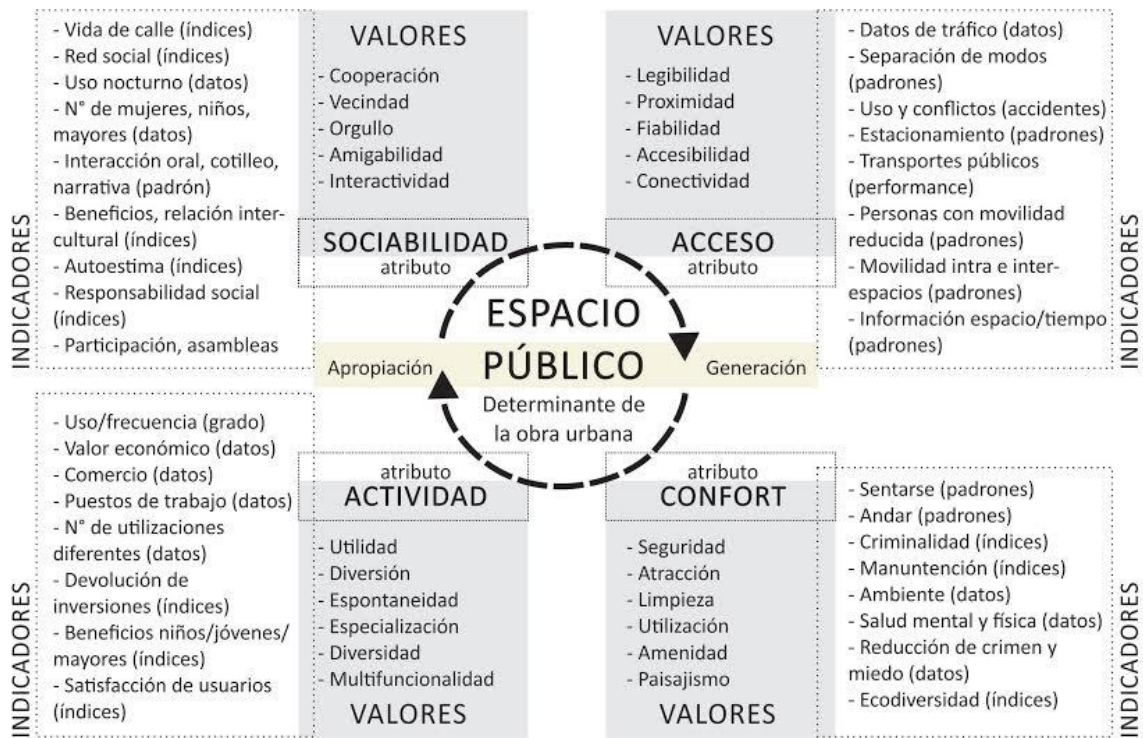 - Vida de calle (índices)
- Red social (índices)
- Uso nocturno (datos)
- N° de mujeres, niños,
mayores (datos)
- Interacción oral, cotilleo,
narrativa (padrón)
- Beneficios, relación inter-
cultural (índices)
- Autoestima (índices)
- Responsabilidad social
(índices)
- Participación, asambleas
INDICADORES
VALORES
- Cooperación
- Vecindad
- Orgullo
- Amigabilidad
- Interactividad
SOCIABILIDAD
atributo
VALORES
- Legibilidad
- Proximidad
- Fiabilidad
- Accesibilidad
- Conectividad
ACCESO
atributo
- Datos de tráfico (datos)
- Separación de modos
(padrones)
- Uso y conflictos (accidentes)
- Estacionamiento (padrones)
- Transportes públicos
(performance)
- Personas con movilidad
reducida (padrones)
- Movilidad intra e inter-
espacios (padrones)
- Información espacio/tiempo
(padrones)
INDICADORES
ESPACIO
Apropiación
PÚBLICO
Generación
Determinante de
la obra urbana
- Uso/frecuencia (grado)
- Valor económico (datos)
- Comercio (datos)
- Puestos de trabajo (datos)
- N° de utilizaciones
diferentes (datos)
- Devolución de
inversiones (índices)
- Beneficios niños/jóvenes/
mayores (índices)
- Satisfacción de usuarios
(índices)
INDICADORES
atributo
ACTIVIDAD
- Utilidad
- Diversión
- Espontaneidad
- Especialización
- Diversidad
- Multifuncionalidad
VALORES
atributo
CONFORT
- Seguridad
- Atracción
- Limpieza
- Utilización
- Amenidad
- Paisajismo
VALORES
- Sentarse (padrones)
- Andar (padrones)
- Criminalidad (índices)
- Manuntención (índices)
- Ambiente (datos)
- Salud mental y física (datos)
- Reducción de crimen y
miedo (datos)
- Ecodiversidad (índices)
INDICADORES